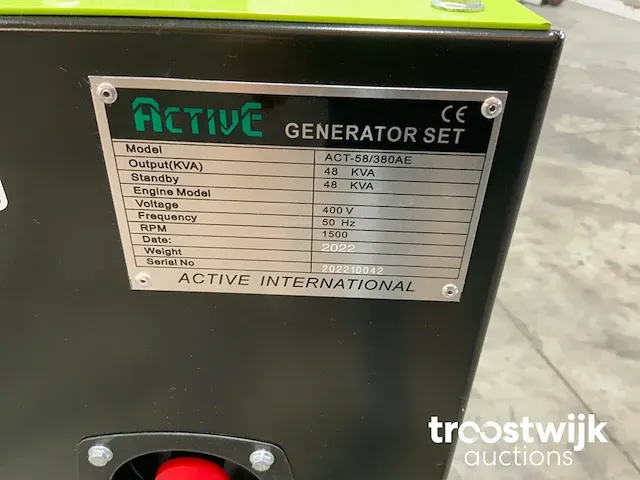 ACTIVE CE
GENERATOR SET
Model ACT-58/380AE
Output(KVA) 48 KVA
Standby 48 KVA
Engine Model
Voltage 400 V
Frequency 50 Hz
RPM 1500
Date: 2022
Weight
Serial No 202210042
ACTIVE INTERNATIONAL
troostwijk
auctions